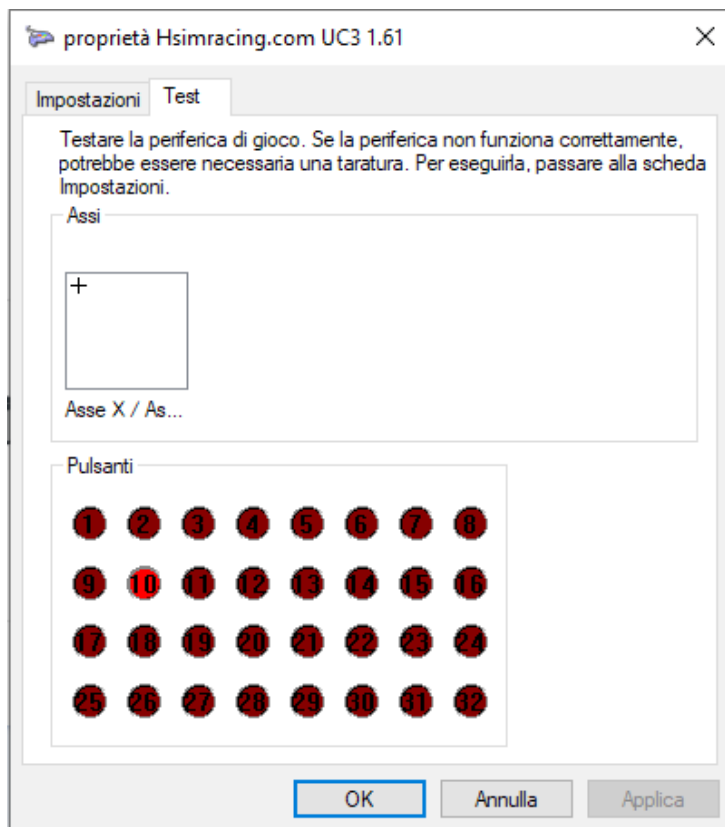 proprietà Hsimracing.com UC3 1.61
Impostazioni Test
Testare la periferica di gioco. Se la periferica non funziona correttamente,
potrebbe essere necessaria una taratura. Per eseguirla, passare alla scheda
Impostazioni.
Assi
Asse X / As...
Pulsanti
1 2 3 4 5 6 7 8
9 10 11 12 13 14 15 16
17 18 19 20 21 22 23 24
25 26 27 28 29 30 31 32
OK Annulla Applica